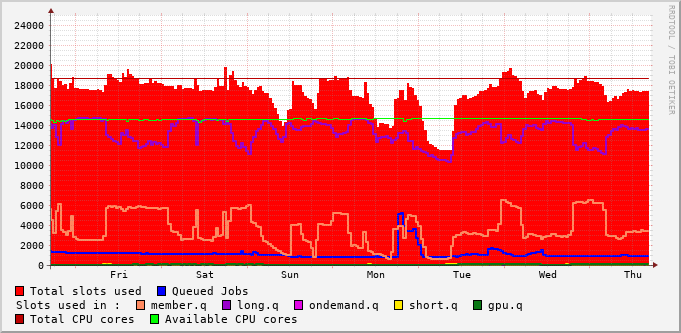 RRDTOOL / TOBI OETIKER
24000
22000
20000
18000
16000
14000
12000
10000
8000
6000
4000
2000
0
Fri Sat Sun Mon Tue Wed Thu
Total slots used Queued Jobs
Slots used in : member.q long.q ondemand.q short.q gpu.q
Total CPU cores Available CPU cores